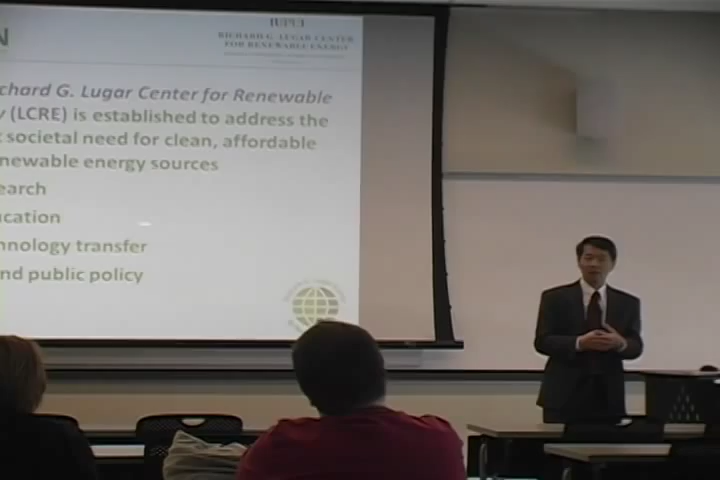 N
IUPUI
RICHARD G. LUGAR CENTER
FOR RENEWABLE ENERGY
chard G. Lugar Center for Renewable
y (LCRE) is established to address the
societal need for clean, affordable
newable energy sources
earch
ucation
hnology transfer
nd public policy